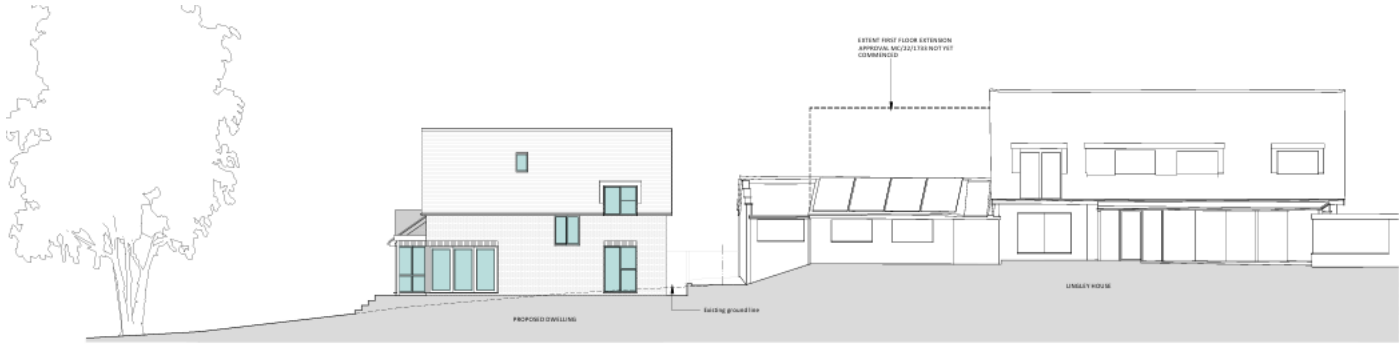 EXTENT FIRST FLOOR EXTENSION
APPROVAL MC/22/1733 NOT YET
COMMENCED
LINGLEY HOUSE
Existing ground line
PROPOSED DWELLING